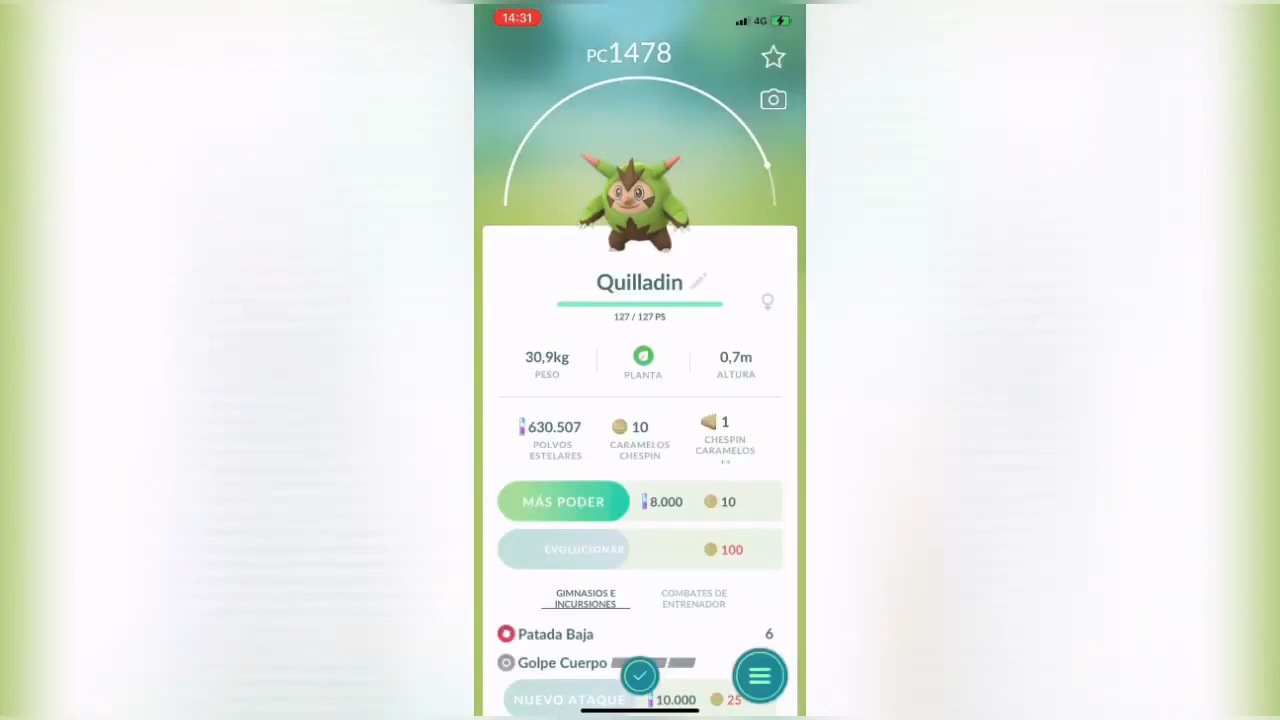 14:31
4G
PC1478
Quilladin
127 / 127 PS
30,9kg
PESO
PLANTA
0,7m
ALTURA
630.507
POLVOS
ESTELARES
10
CARAMELOS
CHESPIN
1
CHESPIN
CARAMELOS
++
MÁS PODER 8.000 10
EVOLUCIONAR 100
GIMNASIOS E
INCURSIONES
COMBATES DE
ENTRENADOR
Patada Baja 6
Golpe Cuerpo
NUEVO ATAQUE 10.000 25